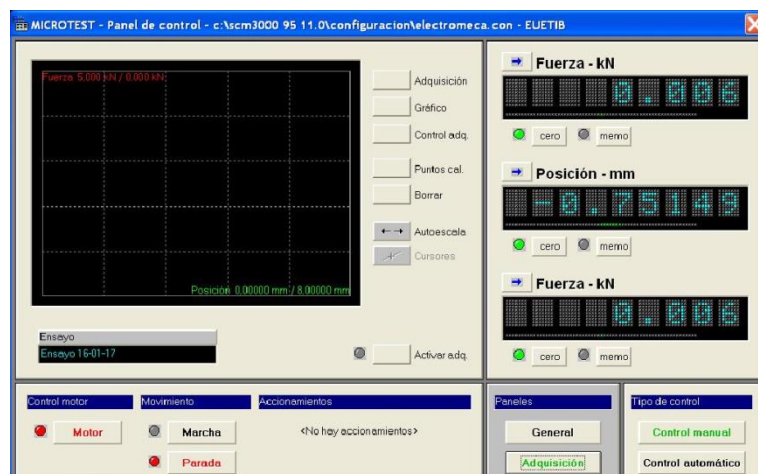 MICROTEST - Panel de control - c:\scm3000 95 11.0\configuracion\electromeca.con - EUETIB
Fuerza 5.000 kN / 0.000 kN
Posición 0,00000 mm / 8,00000 mm
Adquisición
Gráfico
Control adq.
Puntos cal.
Borrar
Autoescala
Cursores
Ensayo
Ensayo 16-01-17
Activar adq.
Fuerza - kN
0.006
cero memo
Posición - mm
-0.75149
cero memo
Fuerza - kN
0.006
cero memo
Control motor
Motor
Movimiento
Marcha
Parada
Accionamientos
<No hay accionamientos>
Paneles
General
Adquisición
Tipo de control
Control manual
Control automático